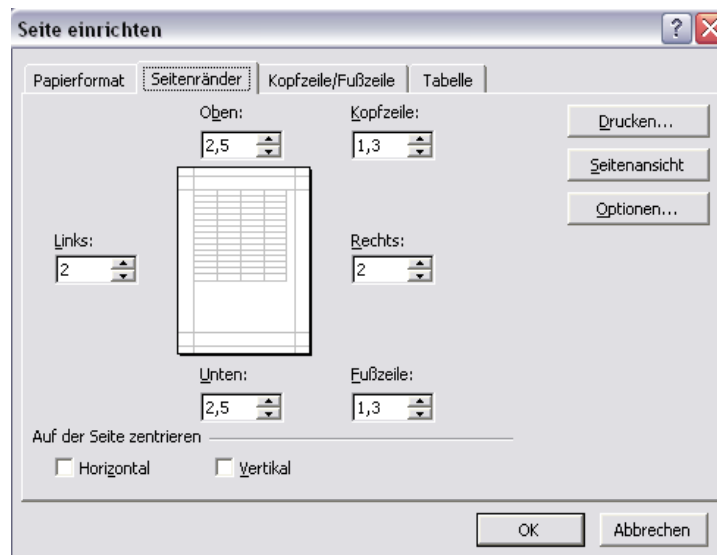 Seite einrichten
Papierformat Seitenränder Kopfzeile/Fußzeile Tabelle
Oben: Kopfzeile: Drucken...
2,5 1,3
Seitenansicht
Optionen...
Links: Rechts:
2 2
Unten: Fußzeile:
2,5 1,3
Auf der Seite zentrieren
Horizontal Vertikal
OK Abbrechen